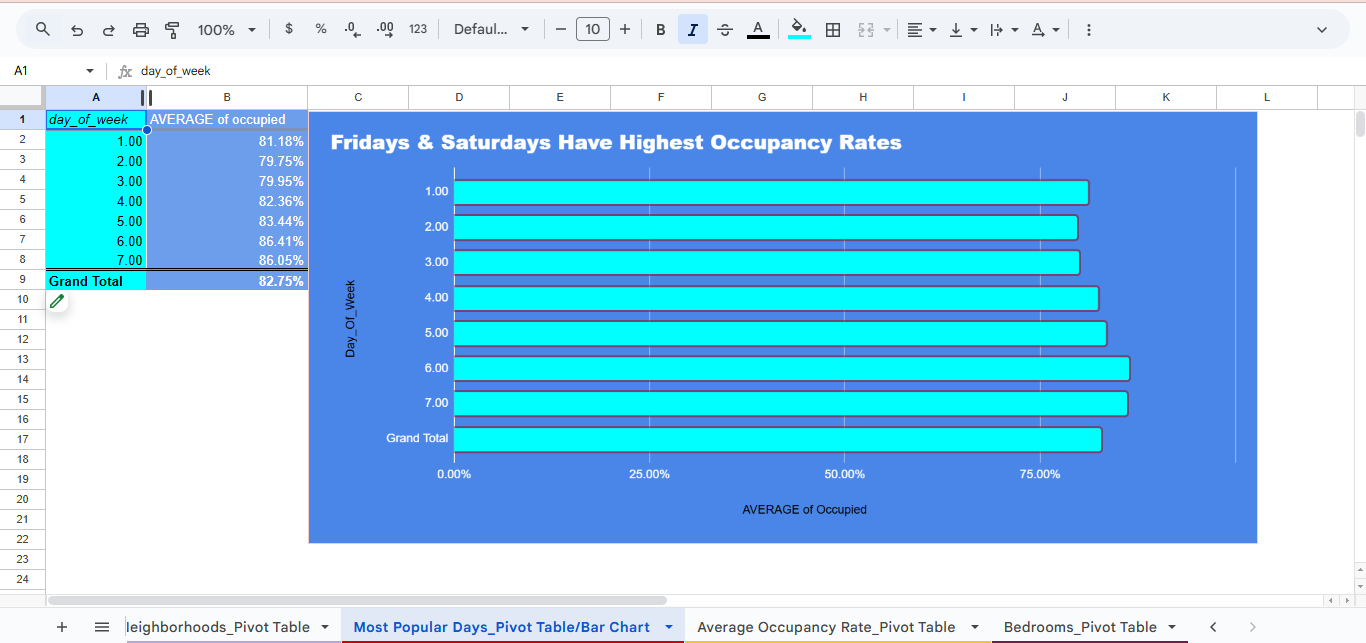 100% $ % .0 .00 123 Defaul... − 10 + B I S A
A1 fx day_of_week
A B C D E F G H I J K L
1 day_of_week AVERAGE of occupied
2 1.00 81.18%
3 2.00 79.75%
4 3.00 79.95%
5 4.00 82.36%
6 5.00 83.44%
7 6.00 86.41%
8 7.00 86.05%
9 Grand Total 82.75%
10
11
12
13
14
15
16
17
18
19
20
21
22
23
24
Fridays & Saturdays Have Highest Occupancy Rates
Day_Of_Week
1.00
2.00
3.00
4.00
5.00
6.00
7.00
Grand Total
0.00% 25.00% 50.00% 75.00%
AVERAGE of Occupied
leighborhoods_Pivot Table Most Popular Days_Pivot Table/Bar Chart Average Occupancy Rate_Pivot Table Bedrooms_Pivot Table